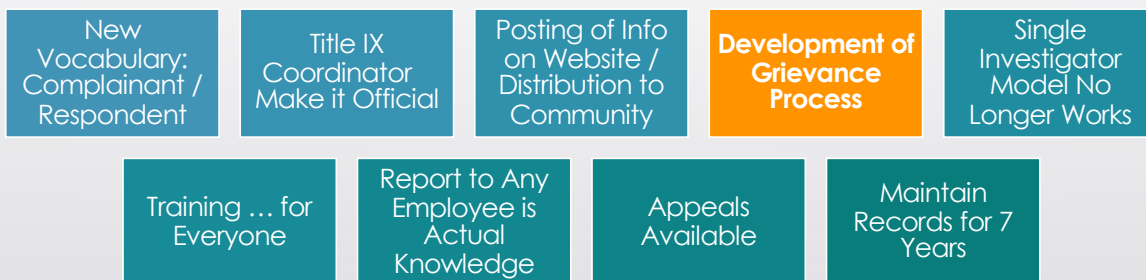 New
Vocabulary:
Complainant /
Respondent
Title IX
Coordinator
Make it Official
Posting of Info
on Website /
Distribution to
Community
Development of
Grievance
Process
Single
Investigator
Model No
Longer Works
Training … for
Everyone
Report to Any
Employee is
Actual
Knowledge
Appeals
Available
Maintain
Records for 7
Years